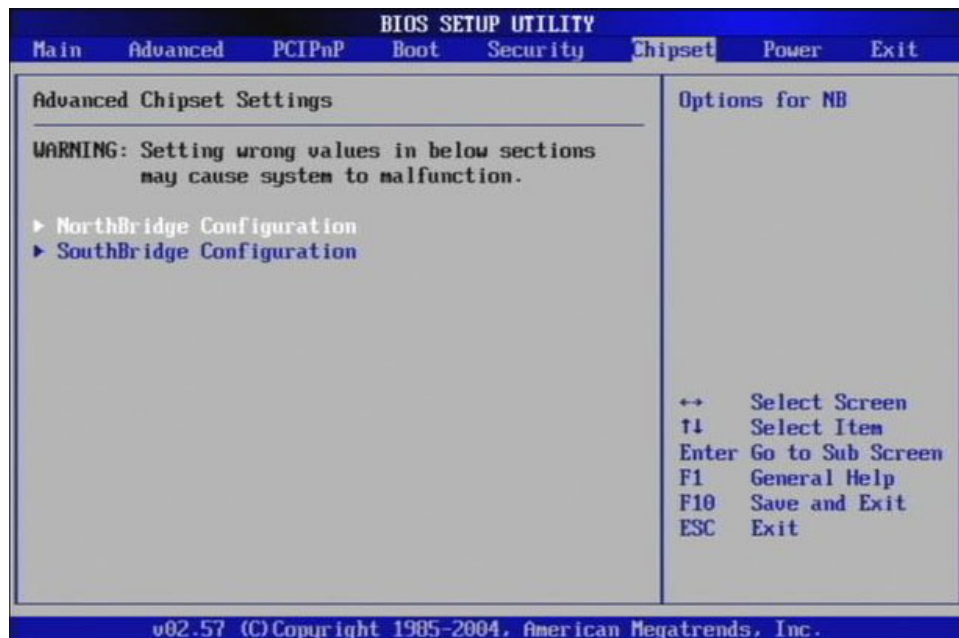 BIOS SETUP UTILITY
Main Advanced PCIPnP Boot Security Chipset Power Exit
Advanced Chipset Settings
WARNING: Setting wrong values in below sections
may cause system to malfunction.
▶ NorthBridge Configuration
▶ SouthBridge Configuration
Options for NB
↔ Select Screen
↑↓ Select Item
Enter Go to Sub Screen
F1 General Help
F10 Save and Exit
ESC Exit
v02.57 (C)Copyright 1985-2004, American Megatrends, Inc.